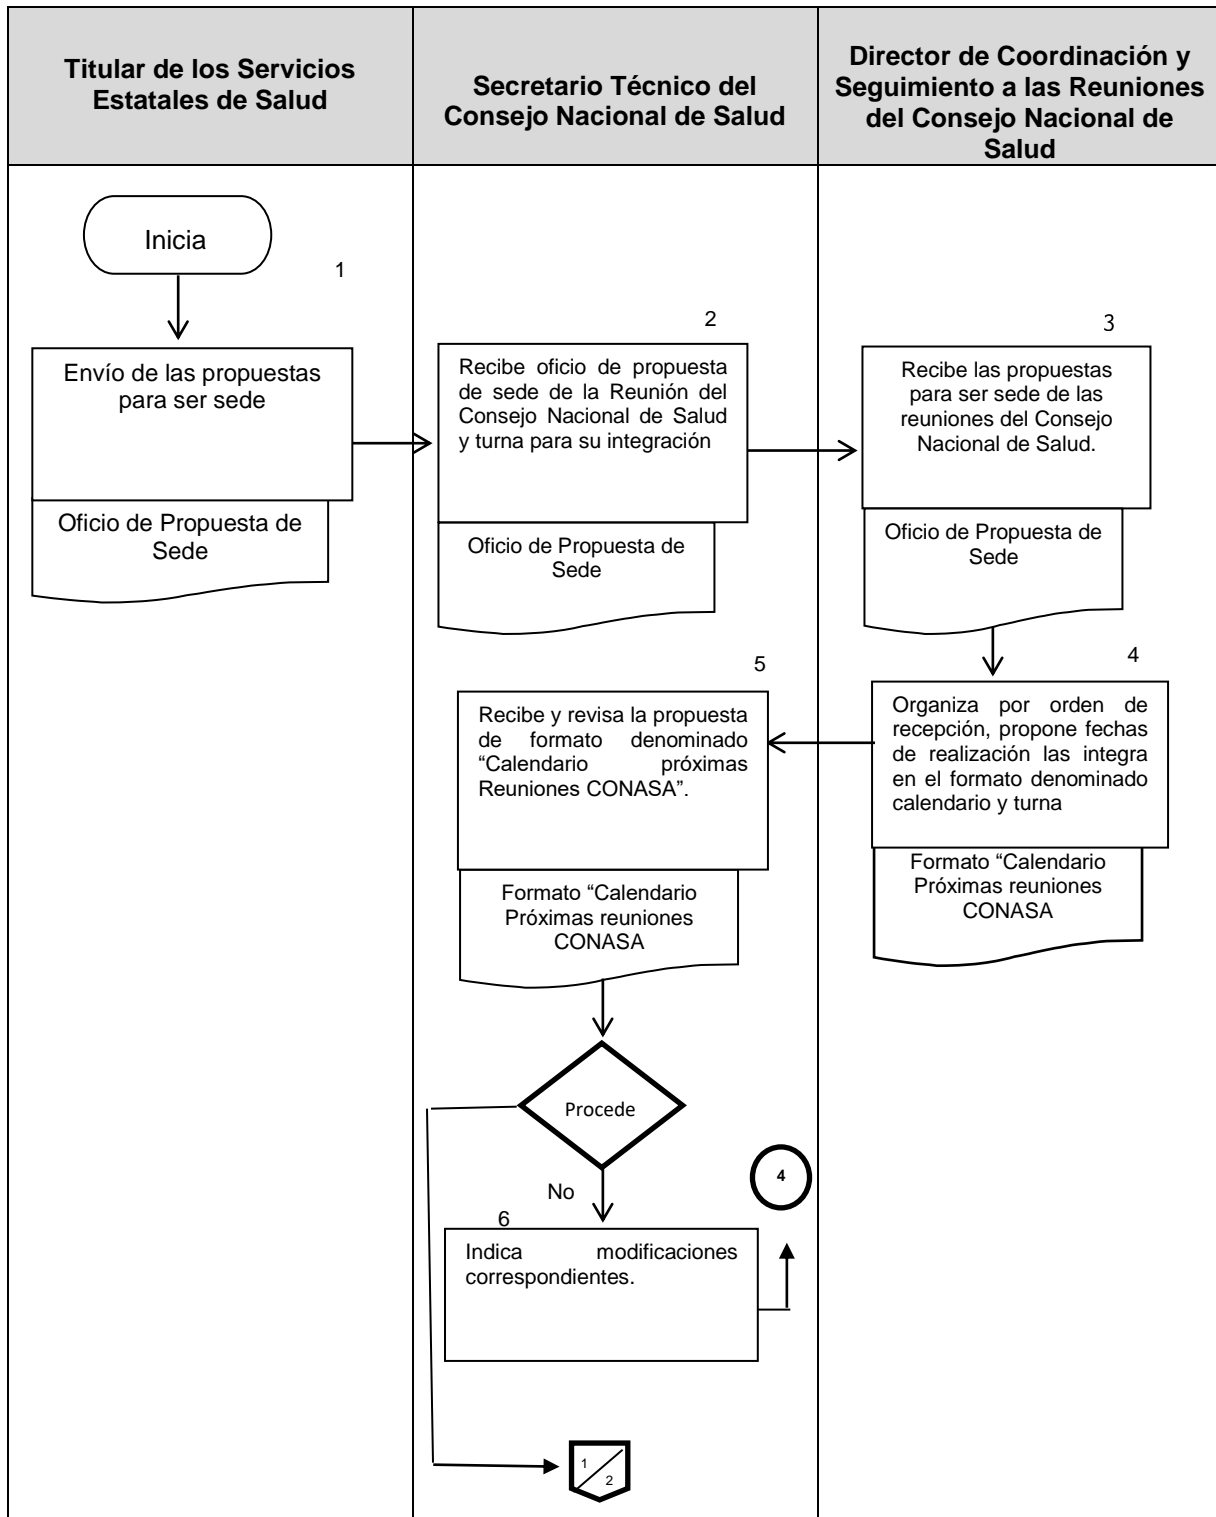 Titular de los Servicios
Estatales de Salud
Secretario Técnico del
Consejo Nacional de Salud
Director de Coordinación y
Seguimiento a las Reuniones
del Consejo Nacional de
Salud
Inicia
1
Envío de las propuestas
para ser sede
Oficio de Propuesta de
Sede
2
Recibe oficio de propuesta
de sede de la Reunión del
Consejo Nacional de Salud
y turna para su integración
Oficio de Propuesta de
Sede
3
Recibe las propuestas
para ser sede de las
reuniones del Consejo
Nacional de Salud.
Oficio de Propuesta de
Sede
4
Organiza por orden de
recepción, propone fechas
de realización las integra
en el formato denominado
calendario y turna
Formato “Calendario
Próximas reuniones
CONASA
5
Recibe y revisa la propuesta
de formato denominado
“Calendario próximas
Reuniones CONASA”.
Formato “Calendario
Próximas reuniones
CONASA
Procede
No
4
6
Indica modificaciones
correspondientes.
1
2